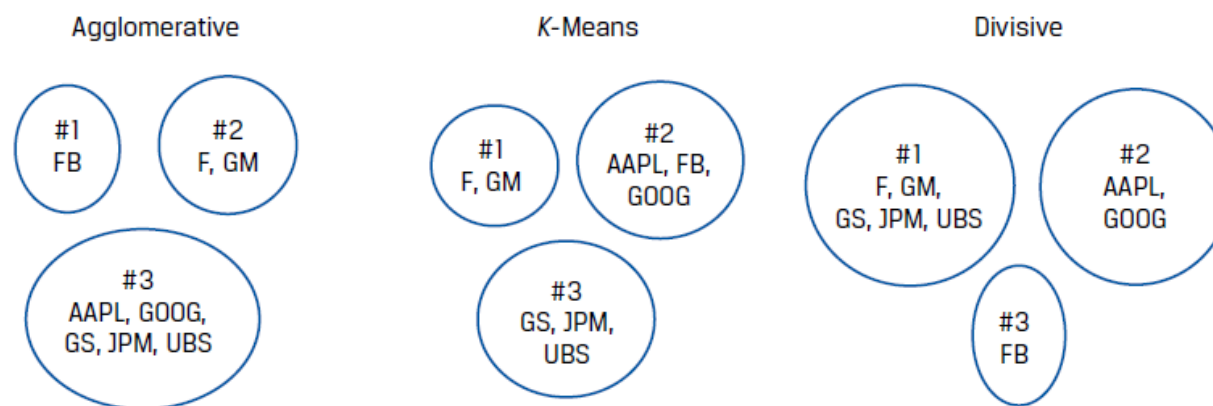 Agglomerative
#1
FB
#2
F, GM
#3
AAPL, GOOG,
GS, JPM, UBS
K-Means
#1
F, GM
#2
AAPL, FB,
GOOG
#3
GS, JPM,
UBS
Divisive
#1
F, GM,
GS, JPM, UBS
#2
AAPL,
GOOG
#3
FB